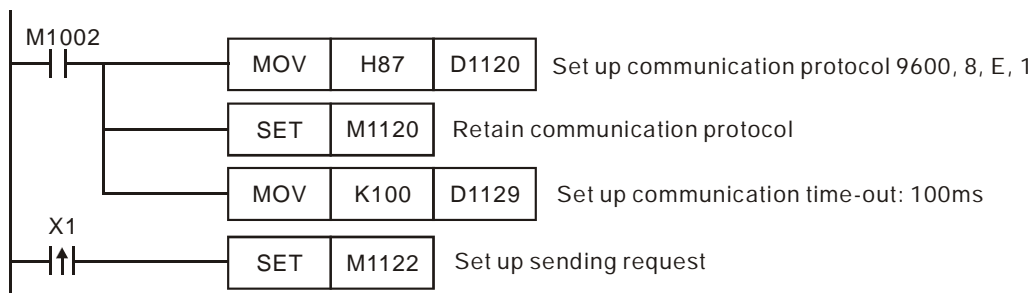 M1002
MOV H87 D1120 Set up communication protocol 9600, 8, E, 1
SET M1120 Retain communication protocol
MOV K100 D1129 Set up communication time-out: 100ms
X1
SET M1122 Set up sending request